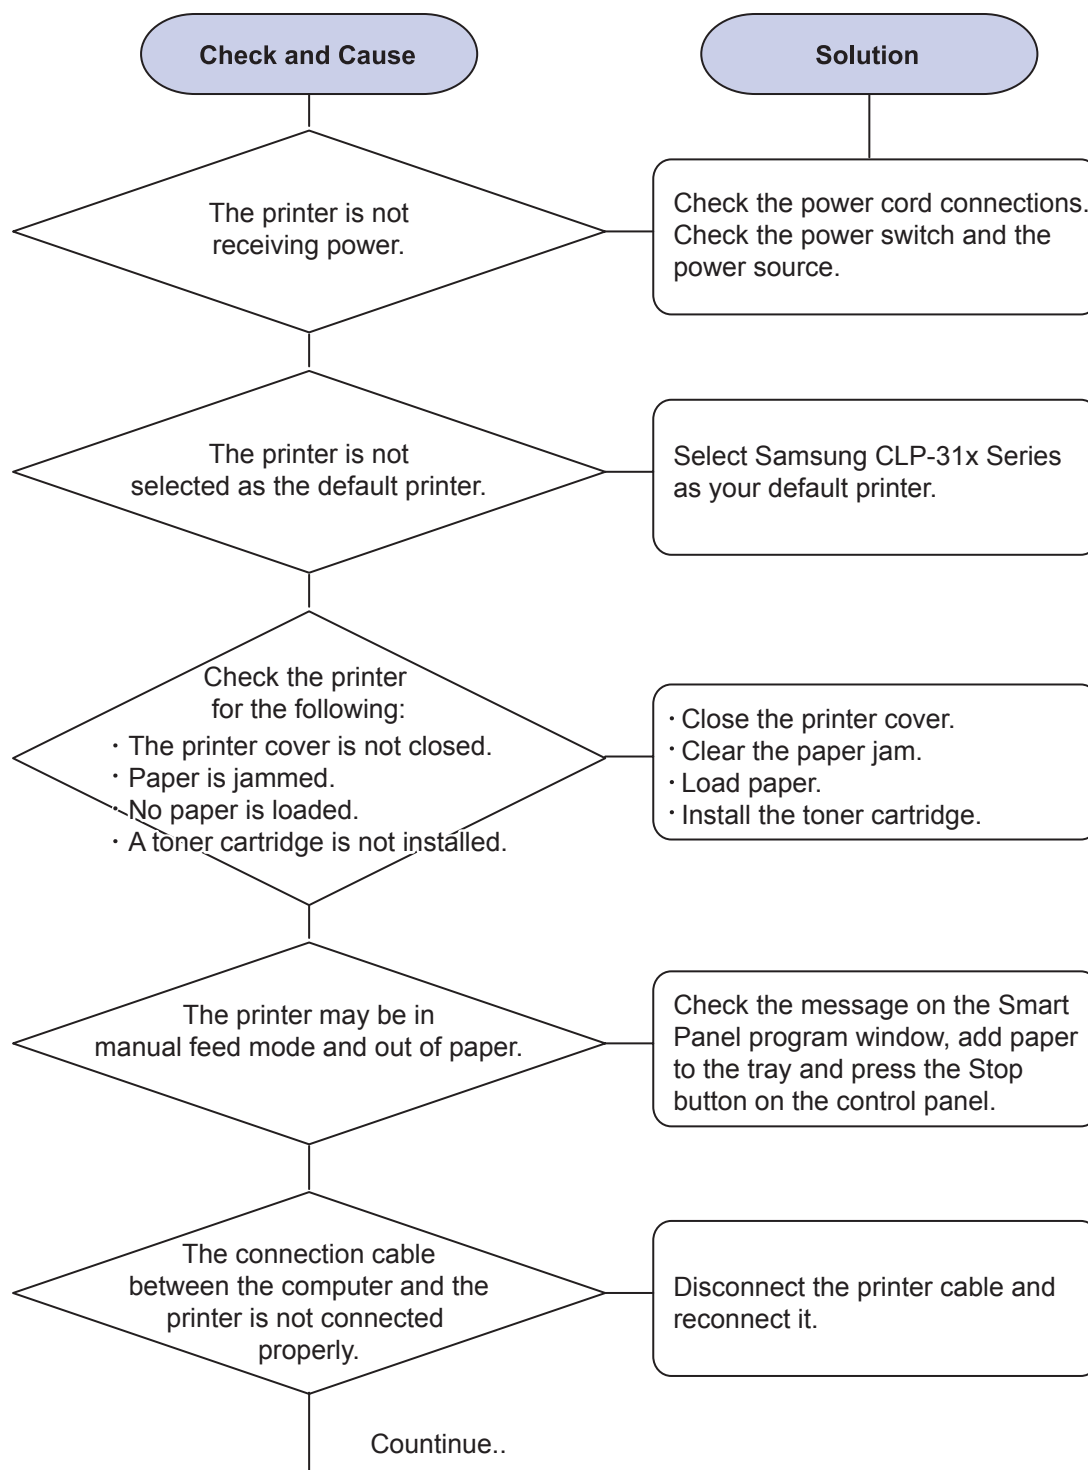 Check and Cause
Solution
The printer is not
receiving power.
Check the power cord connections.
Check the power switch and the
power source.
The printer is not
selected as the default printer.
Select Samsung CLP-31x Series
as your default printer.
Check the printer
for the following:
· The printer cover is not closed.
· Paper is jammed.
· No paper is loaded.
· A toner cartridge is not installed.
· Close the printer cover.
· Clear the paper jam.
· Load paper.
· Install the toner cartridge.
The printer may be in
manual feed mode and out of paper.
Check the message on the Smart
Panel program window, add paper
to the tray and press the Stop
button on the control panel.
The connection cable
between the computer and the
printer is not connected
properly.
Disconnect the printer cable and
reconnect it.
Countinue..